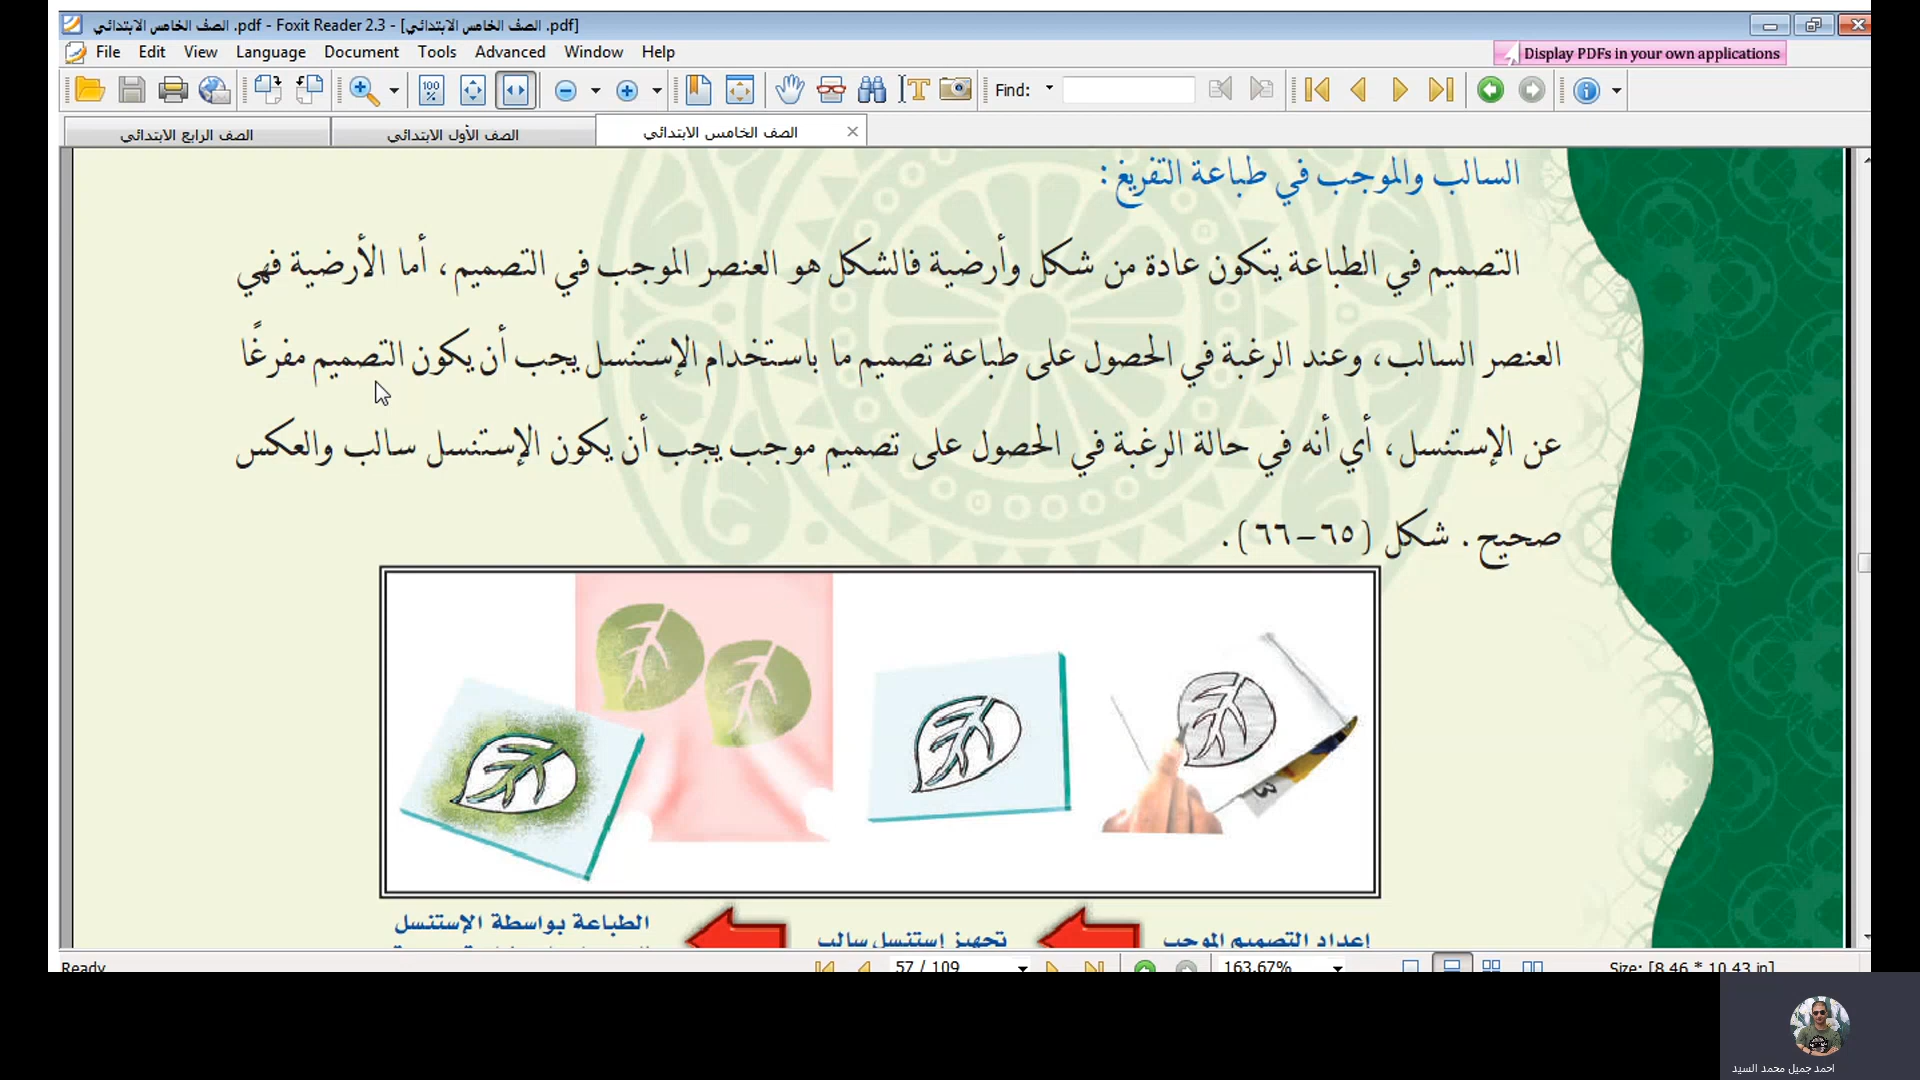 الصف الخامس الابتدائي .pdf - Foxit Reader 2.3 - [الصف الخامس الابتدائي .pdf]
File Edit View Language Document Tools Advanced Window Help
Display PDFs in your own applications
Find:
الصف الرابع الابتدائي
الصف الأول الابتدائي
الصف الخامس الابتدائي
السالب والموجب في طباعة التفريغ :
التصميم في الطباعة يتكون عادة من شكل وأرضية فالشكل هو العنصر الموجب في التصميم، أما الأرضية فهي
العنصر السالب، وعند الرغبة في الحصول على طباعة تصميم ما باستخدام الإستنسل يجب أن يكون التصميم مفرغًا
عن الإستنسل، أي أنه في حالة الرغبة في الحصول على تصميم موجب يجب أن يكون الإستنسل سالب والعكس
صحيح. شكل (٦٥-٦٦).
إعداد التصميم الموجب
تجهيز إستنسل سالب
الطباعة بواسطة الإستنسل
Ready
57 / 109
163.67%
Size: [8.46 * 10.43 in]
احمد جميل محمد السيد